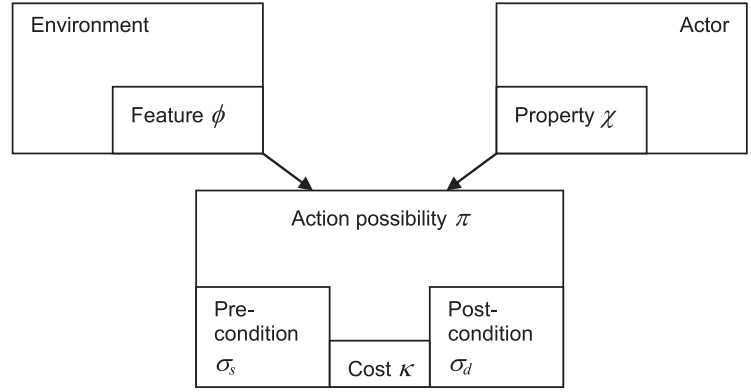 Environment
Actor
Feature ϕ
Property χ
Action possibility π
Pre-
condition
σs
Cost κ
Post-
condition
σd